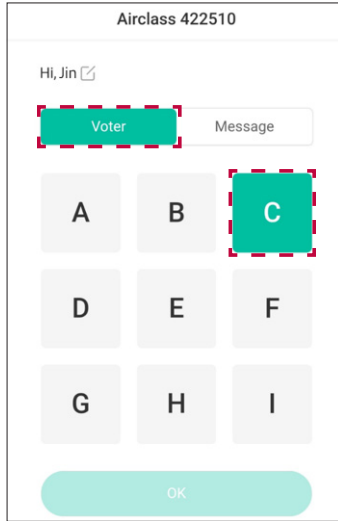 Airclass 422510
Hi, Jin
Voter Message
A B C
D E F
G H I
OK